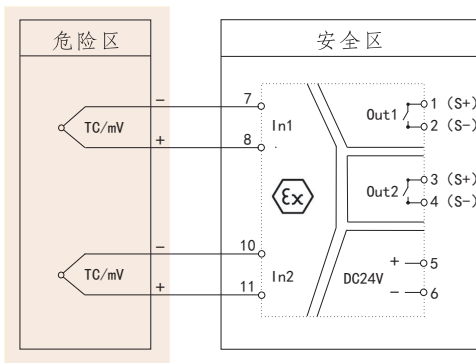 危险区
安全区
TC/mV
−
+
7
8
In1
Out1
1 (S+)
2 (S−)
εx
Out2
3 (S+)
4 (S−)
TC/mV
−
+
10
11
In2
DC24V
+
5
−
6